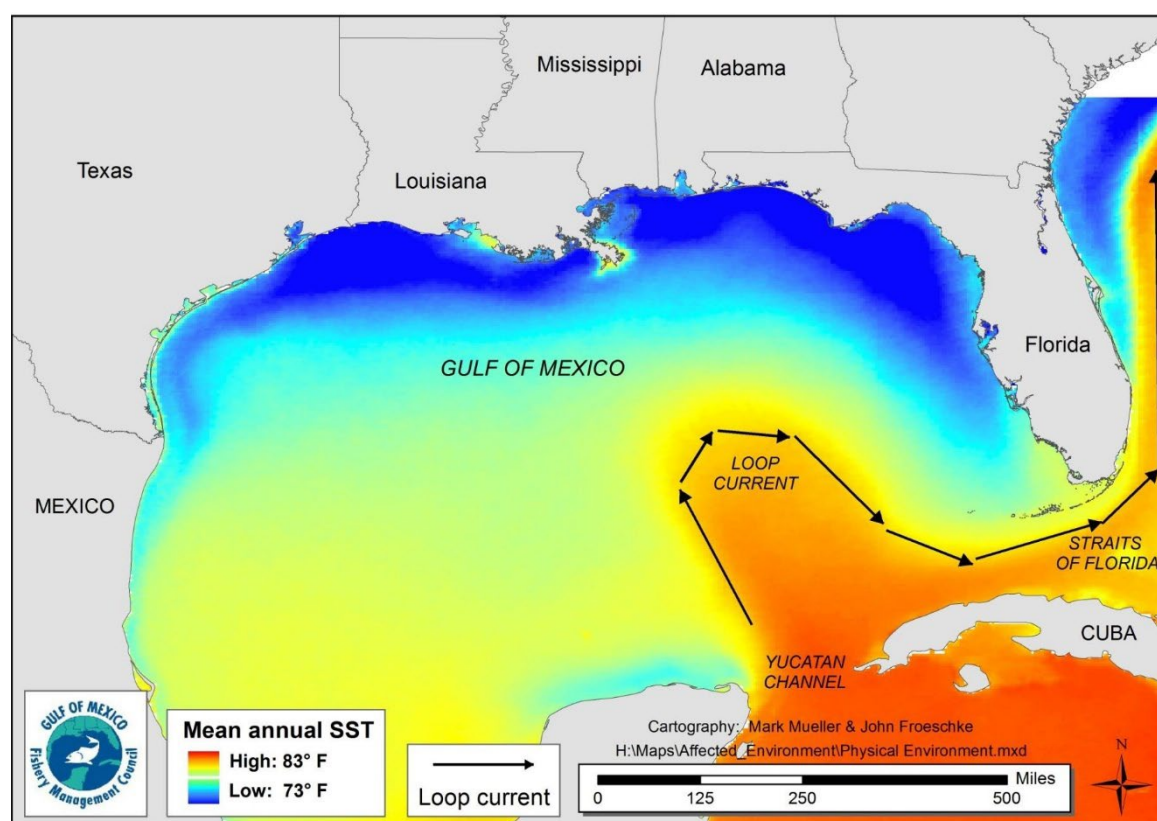 Mississippi
Alabama
Texas
Louisiana
Florida
GULF OF MEXICO
LOOP
CURRENT
MEXICO
STRAITS
OF FLORIDA
CUBA
YUCATAN
CHANNEL
GULF OF MEXICO
Fishery Management Council
Mean annual SST
High: 83° F
Low: 73° F
Loop current
Cartography: Mark Mueller & John Froeschke
H:\Maps\Affected_Environment\Physical Environment.mxd
Miles
0 125 250 500
N